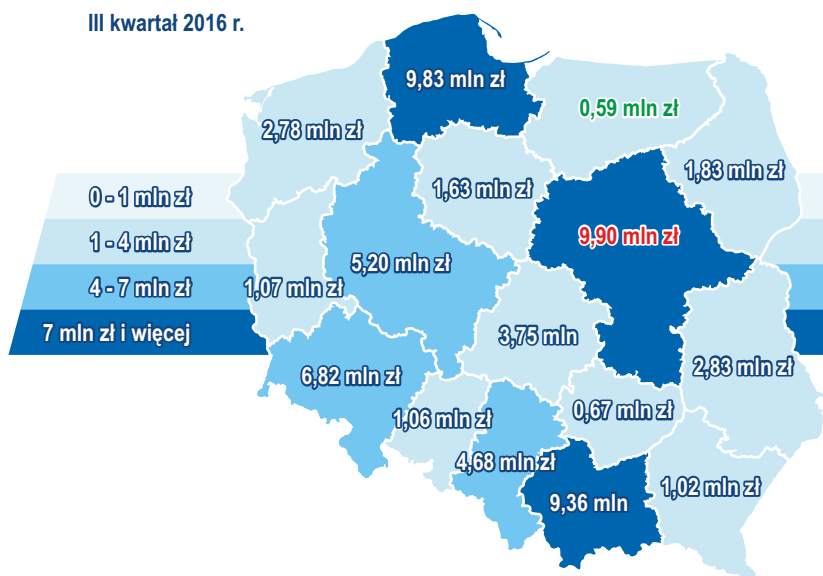 III kwartał 2016 r.
9,83 mln zł
0,59 mln zł
2,78 mln zł
1,83 mln zł
1,63 mln zł
0 - 1 mln zł
1 - 4 mln zł
9,90 mln zł
5,20 mln zł
4 - 7 mln zł
1,07 mln zł
7 mln zł i więcej
3,75 mln
2,83 mln zł
6,82 mln zł
1,06 mln zł
0,67 mln zł
4,68 mln zł
1,02 mln zł
9,36 mln